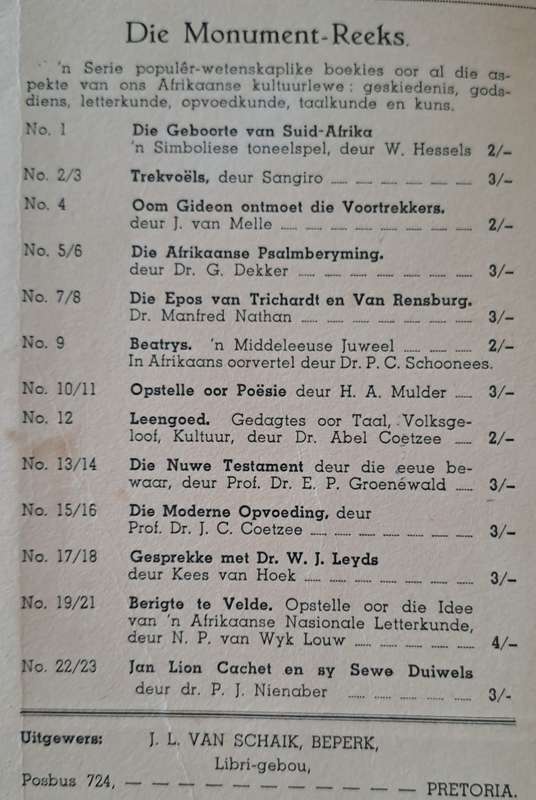 Die Monument-Reeks.
'n Serie populêr-wetenskaplike boekies oor al die as-
pekte van ons Afrikaanse kultuurlewe: geskiedenis, gods-
diens, letterkunde, opvoedkunde, taalkunde en kuns.
No. 1 Die Geboorte van Suid-Afrika
'n Simboliese toneelspel, deur W. Hessels 2/-
No. 2/3 Trekvoëls, deur Sangiro ...... 3/-
No. 4 Oom Gideon ontmoet die Voortrekkers.
deur J. van Melle ...... 2/-
No. 5/6 Die Afrikaanse Psalmberyming.
deur Dr. G. Dekker ...... 3/-
No. 7/8 Die Epos van Trichardt en Van Rensburg.
Dr. Manfred Nathan ...... 3/-
No. 9 Beatrys. 'n Middeleeuse Juweel ...... 2/-
In Afrikaans oorvertel deur Dr. P. C. Schoonees.
No. 10/11 Opstelle oor Poësie deur H. A. Mulder ...... 3/-
No. 12 Leengoed. Gedagtes oor Taal, Volksge-
loof, Kultuur, deur Dr. Abel Coetzee ...... 2/-
No. 13/14 Die Nuwe Testament deur die eeue be-
waar, deur Prof. Dr. E. P. Groenéwald ...... 3/-
No. 15/16 Die Moderne Opvoeding, deur
Prof. Dr. J. C. Coetzee ...... 3/-
No. 17/18 Gesprekke met Dr. W. J. Leyds
deur Kees van Hoek ...... 3/-
No. 19/21 Berigte te Velde. Opstelle oor die Idee
van 'n Afrikaanse Nasionale Letterkunde,
deur N. P. van Wyk Louw ...... 4/-
No. 22/23 Jan Lion Cachet en sy Sewe Duiwels
deur dr. P. J. Nienaber ...... 3/-
Uitgewers: J. L. VAN SCHAIK, BEPERK,
Libri-gebou,
Posbus 724, — — — — — — — — — — PRETORIA.